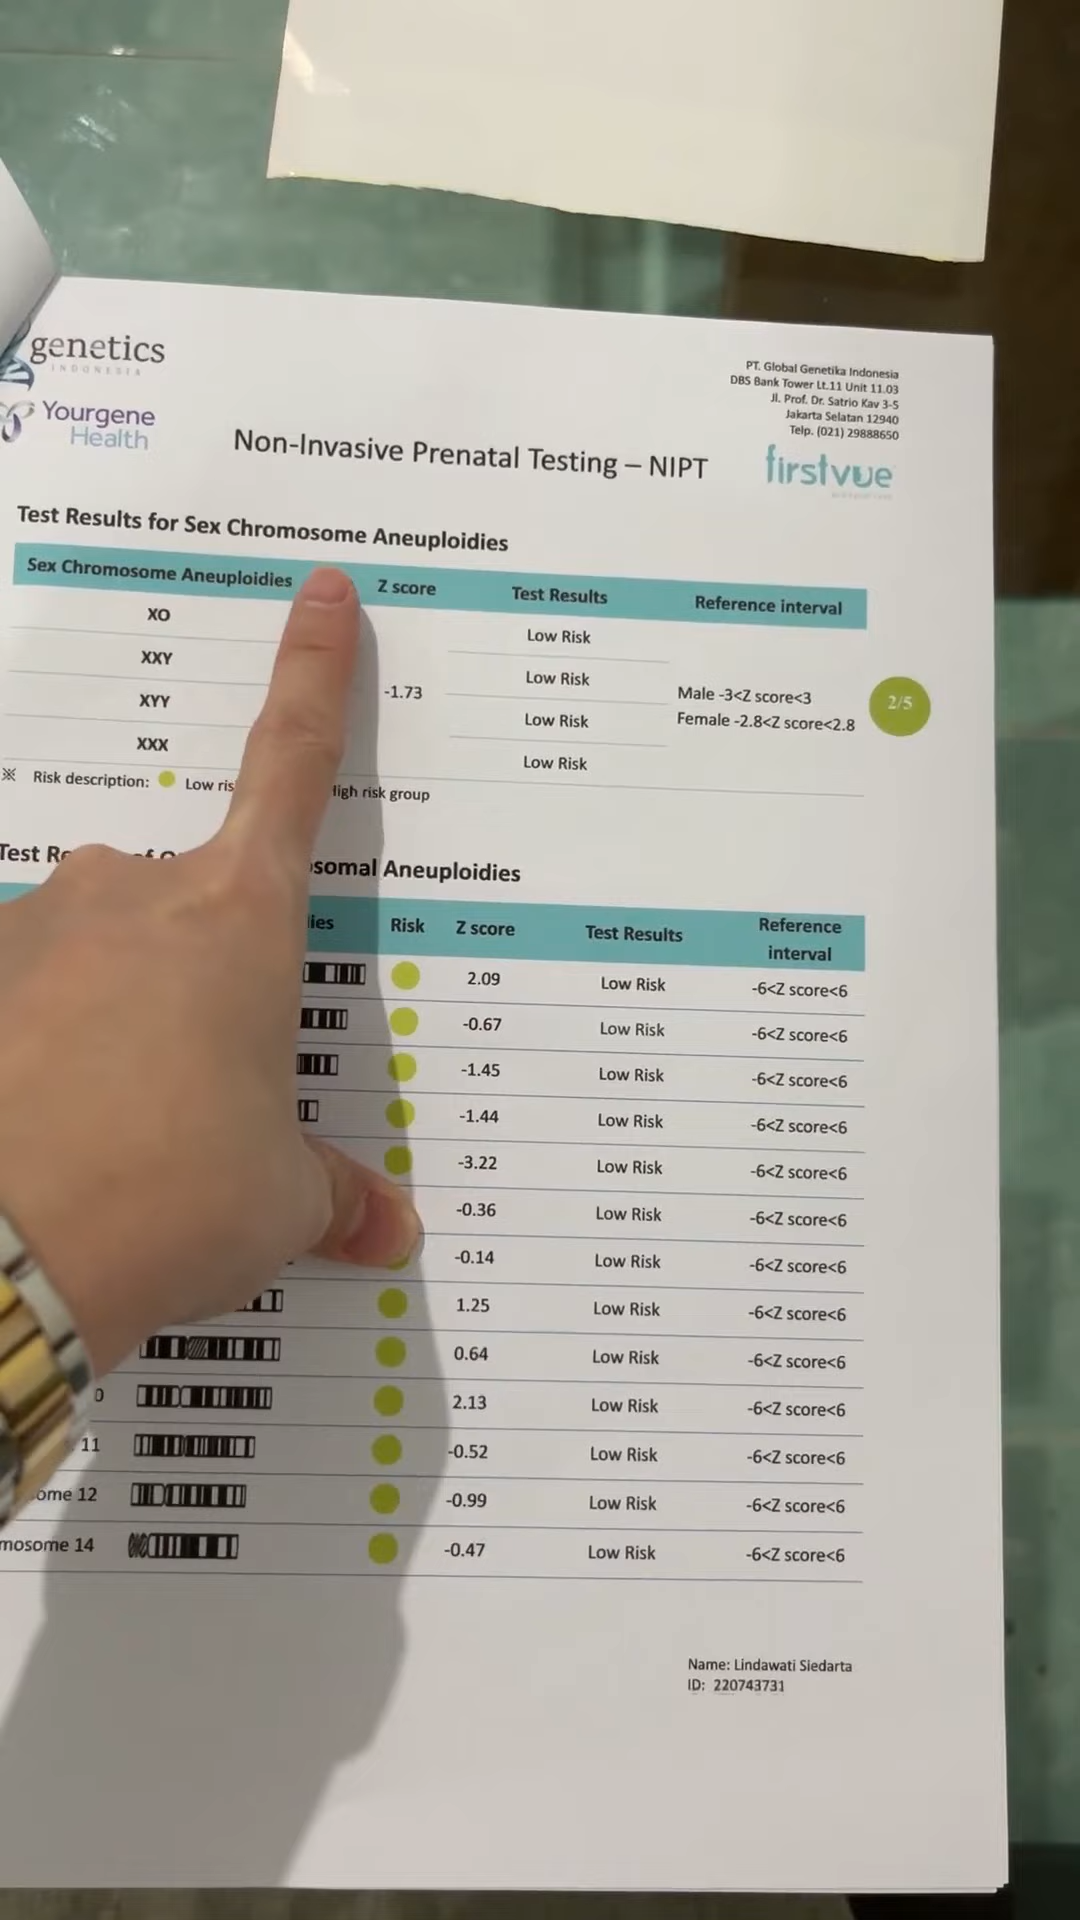 genetics
INDONESIA
Yourgene
Health
PT. Global Genetika Indonesia
DBS Bank Tower Lt.11 Unit 11.03
Jl. Prof. Dr. Satrio Kav 3-5
Jakarta Selatan 12940
Telp. (021) 29888650
firstvue
Non-Invasive Prenatal Testing – NIPT
Test Results for Sex Chromosome Aneuploidies
Sex Chromosome Aneuploidies Z score Test Results Reference interval
XO Low Risk
XXY Low Risk
-1.73 Male -3<Z score<3
XYY Low Risk Female -2.8<Z score<2.8
XXX Low Risk
2/5
※ Risk description: Low ris High risk group
Test somal Aneuploidies
ies Risk Z score Test Results Reference interval
2.09 Low Risk -6<Z score<6
-0.67 Low Risk -6<Z score<6
-1.45 Low Risk -6<Z score<6
-1.44 Low Risk -6<Z score<6
-3.22 Low Risk -6<Z score<6
-0.36 Low Risk -6<Z score<6
-0.14 Low Risk -6<Z score<6
1.25 Low Risk -6<Z score<6
0.64 Low Risk -6<Z score<6
0 2.13 Low Risk -6<Z score<6
11 -0.52 Low Risk -6<Z score<6
ome 12 -0.99 Low Risk -6<Z score<6
mosome 14 -0.47 Low Risk -6<Z score<6
Name: Lindawati Siedarta
ID: 220743731